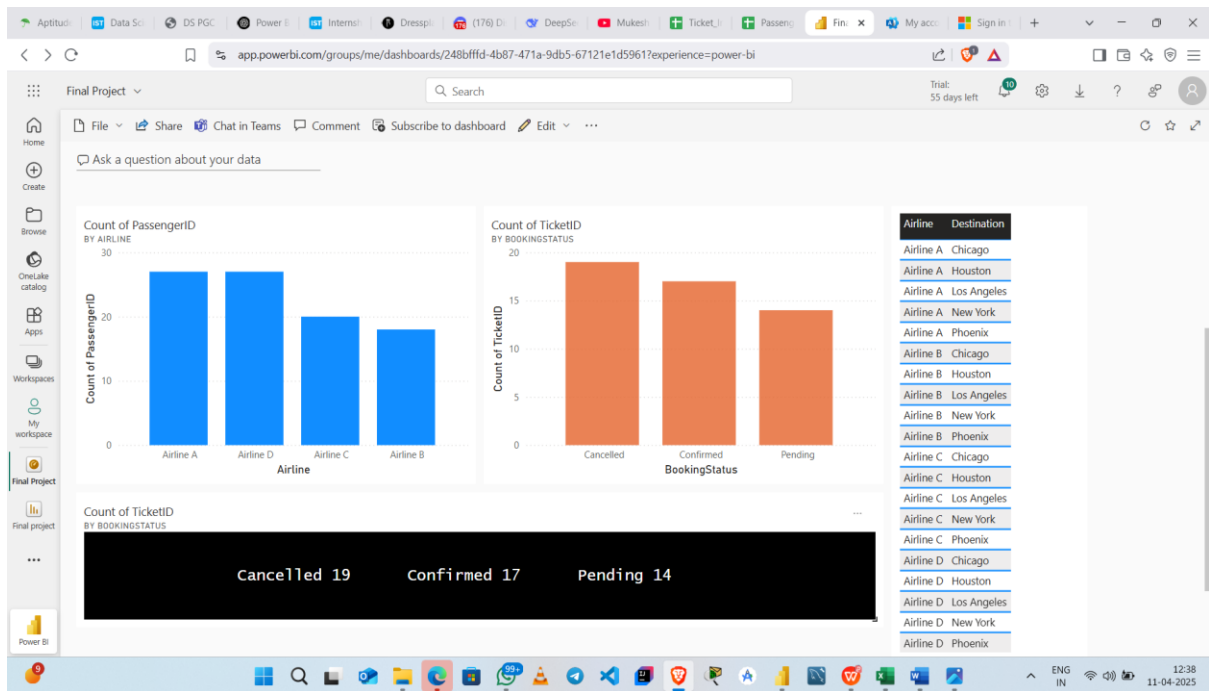 Aptitud
IST Data Sci
DS PGC
Power B
IST Internsh
Dresspli
(176) Di
DeepSe
Mukesh
Ticket_I
Passeng
Fin
My acco
Sign in t
app.powerbi.com/groups/me/dashboards/248bfffd-4b87-471a-9db5-67121e1d5961?experience=power-bi
Final Project
Search
Trial:
55 days left
10
File
Share
Chat in Teams
Comment
Subscribe to dashboard
Edit
Home
Create
Browse
OneLake
catalog
Apps
Workspaces
My
workspace
Final Project
Final project
Power BI
Ask a question about your data
Count of PassengerID
BY AIRLINE
Count of PassengerID
30
20
10
0
Airline A Airline D Airline C Airline B
Airline
Count of TicketID
BY BOOKINGSTATUS
Count of TicketID
20
15
10
5
0
Cancelled Confirmed Pending
BookingStatus
Count of TicketID
BY BOOKINGSTATUS
Cancelled 19 Confirmed 17 Pending 14
Airline Destination
Airline A Chicago
Airline A Houston
Airline A Los Angeles
Airline A New York
Airline A Phoenix
Airline B Chicago
Airline B Houston
Airline B Los Angeles
Airline B New York
Airline B Phoenix
Airline C Chicago
Airline C Houston
Airline C Los Angeles
Airline C New York
Airline C Phoenix
Airline D Chicago
Airline D Houston
Airline D Los Angeles
Airline D New York
Airline D Phoenix
9
99+
ENG
IN
12:38
11-04-2025